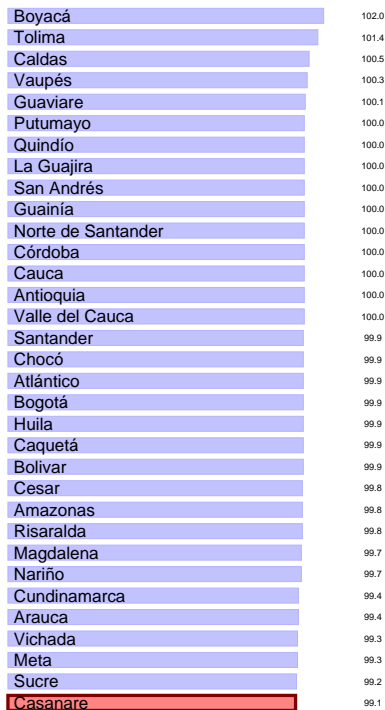 Boyacá 102.0
Tolima 101.4
Caldas 100.5
Vaupés 100.3
Guaviare 100.1
Putumayo 100.0
Quindío 100.0
La Guajira 100.0
San Andrés 100.0
Guainía 100.0
Norte de Santander 100.0
Córdoba 100.0
Cauca 100.0
Antioquia 100.0
Valle del Cauca 100.0
Santander 99.9
Chocó 99.9
Atlántico 99.9
Bogotá 99.9
Huila 99.9
Caquetá 99.9
Bolivar 99.9
Cesar 99.8
Amazonas 99.8
Risaralda 99.8
Magdalena 99.7
Nariño 99.7
Cundinamarca 99.4
Arauca 99.4
Vichada 99.3
Meta 99.3
Sucre 99.2
Casanare 99.1